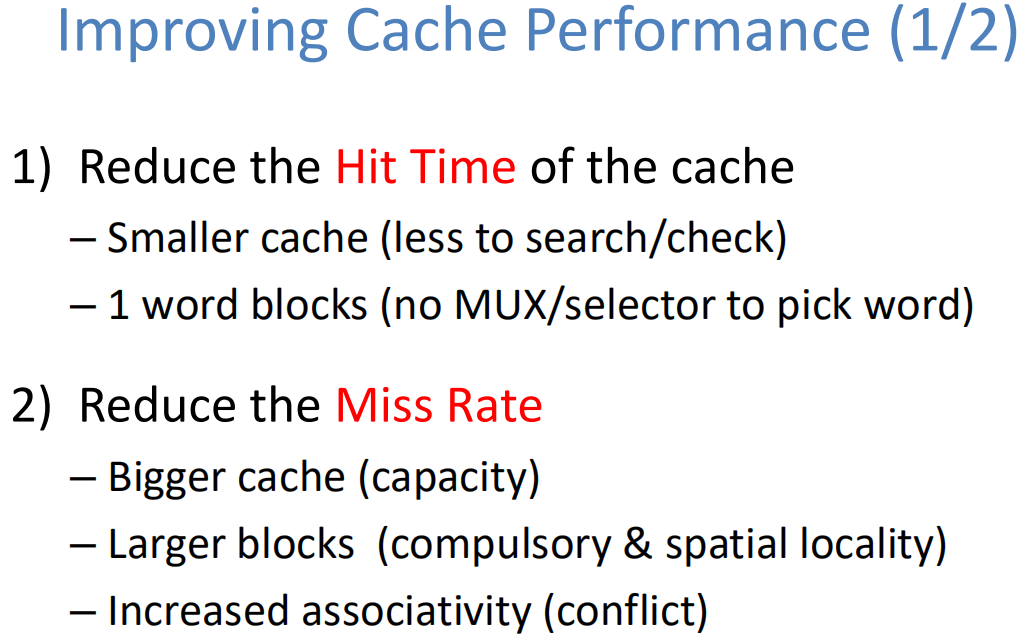 Improving Cache Performance (1/2)
1) Reduce the Hit Time of the cache
– Smaller cache (less to search/check)
– 1 word blocks (no MUX/selector to pick word)
2) Reduce the Miss Rate
– Bigger cache (capacity)
– Larger blocks (compulsory & spatial locality)
– Increased associativity (conflict)